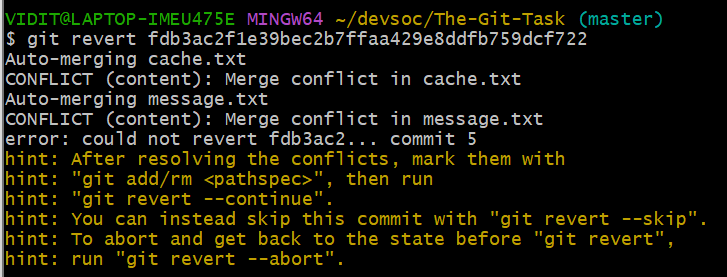 VIDIT@LAPTOP-IMEU475E MINGW64 ~/devsoc/The-Git-Task (master)
$ git revert fdb3ac2f1e39bec2b7ffaa429e8ddfb759dcf722
Auto-merging cache.txt
CONFLICT (content): Merge conflict in cache.txt
Auto-merging message.txt
CONFLICT (content): Merge conflict in message.txt
error: could not revert fdb3ac2... commit 5
hint: After resolving the conflicts, mark them with
hint: "git add/rm <pathspec>", then run
hint: "git revert --continue".
hint: You can instead skip this commit with "git revert --skip".
hint: To abort and get back to the state before "git revert",
hint: run "git revert --abort".